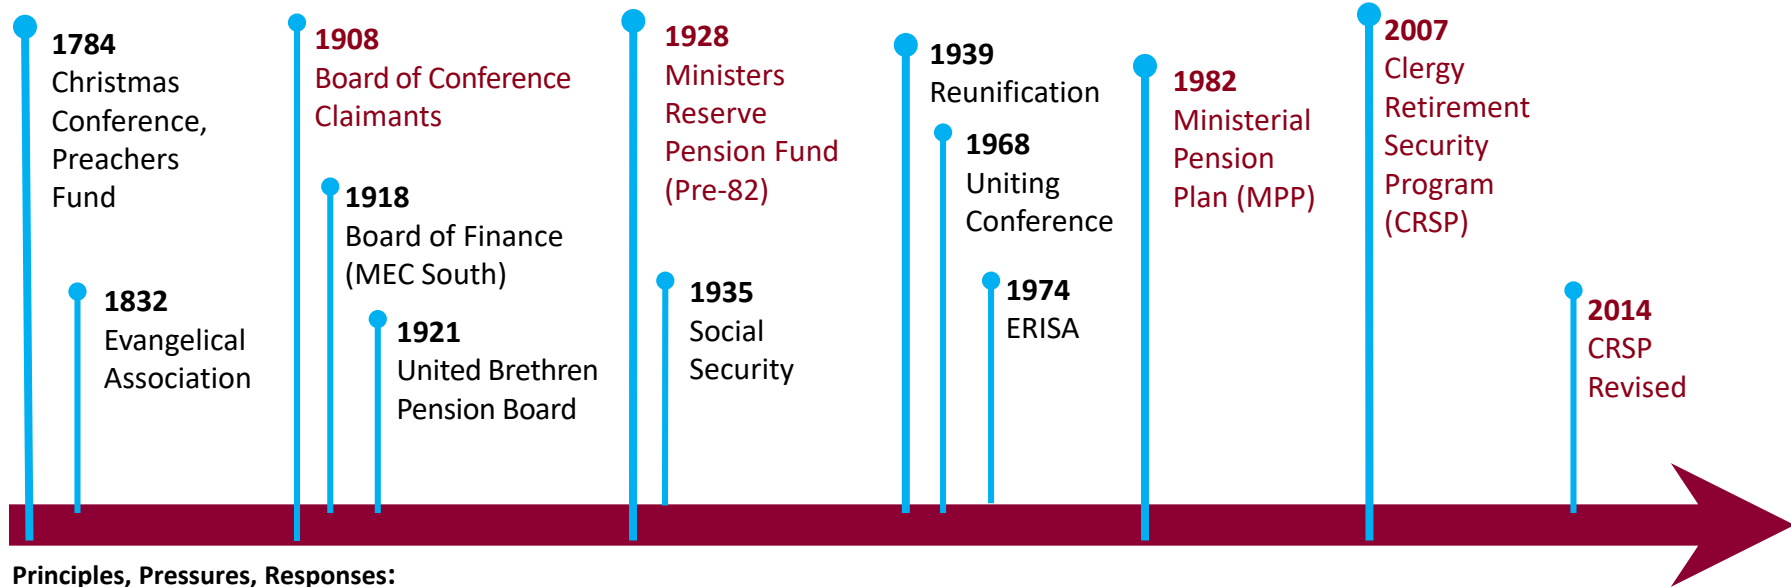 1784
Christmas
Conference,
Preachers
Fund
1832
Evangelical
Association
1908
Board of Conference
Claimants
1918
Board of Finance
(MEC South)
1921
United Brethren
Pension Board
1928
Ministers
Reserve
Pension Fund
(Pre-82)
1935
Social
Security
1939
Reunification
1968
Uniting
Conference
1974
ERISA
1982
Ministerial
Pension
Plan (MPP)
2007
Clergy
Retirement
Security
Program
(CRSP)
2014
CRSP
Revised
Principles, Pressures, Responses: